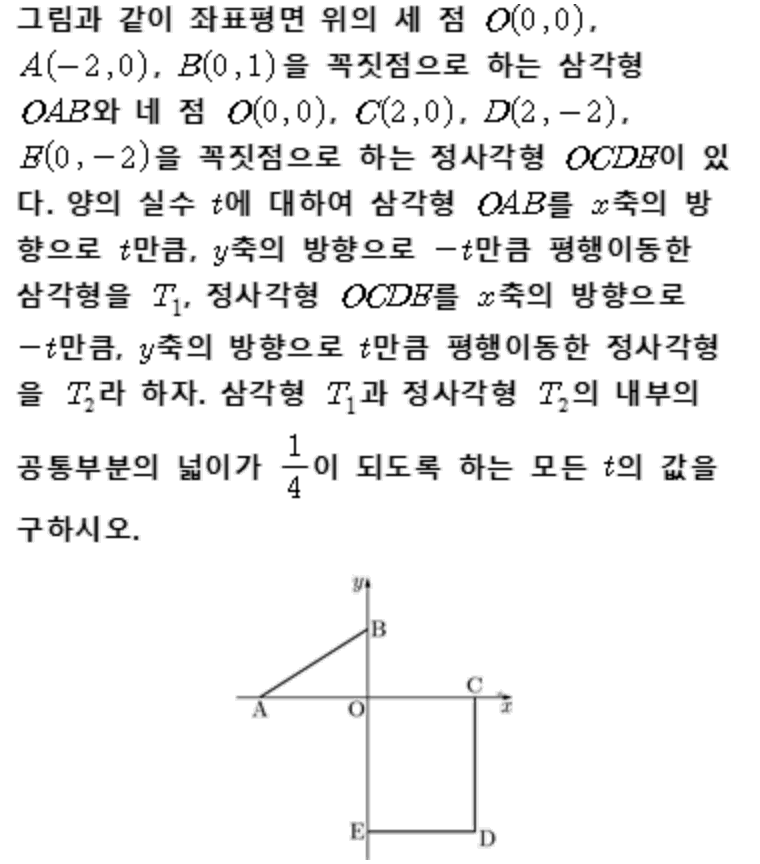 그림과 같이 좌표평면 위의 세 점 O(0,0),
A(−2,0), B(0,1)을 꼭짓점으로 하는 삼각형
OAB와 네 점 O(0,0), C(2,0), D(2,−2),
E(0,−2)을 꼭짓점으로 하는 정사각형 OCDE이 있
다. 양의 실수 t에 대하여 삼각형 OAB를 x축의 방
향으로 t만큼, y축의 방향으로 −t만큼 평행이동한
삼각형을 T₁, 정사각형 OCDE를 x축의 방향으로
−t만큼, y축의 방향으로 t만큼 평행이동한 정사각형
을 T₂라 하자. 삼각형 T₁과 정사각형 T₂의 내부의
공통부분의 넓이가 1/4이 되도록 하는 모든 t의 값을
구하시오.
y
B
C
A O x
E D